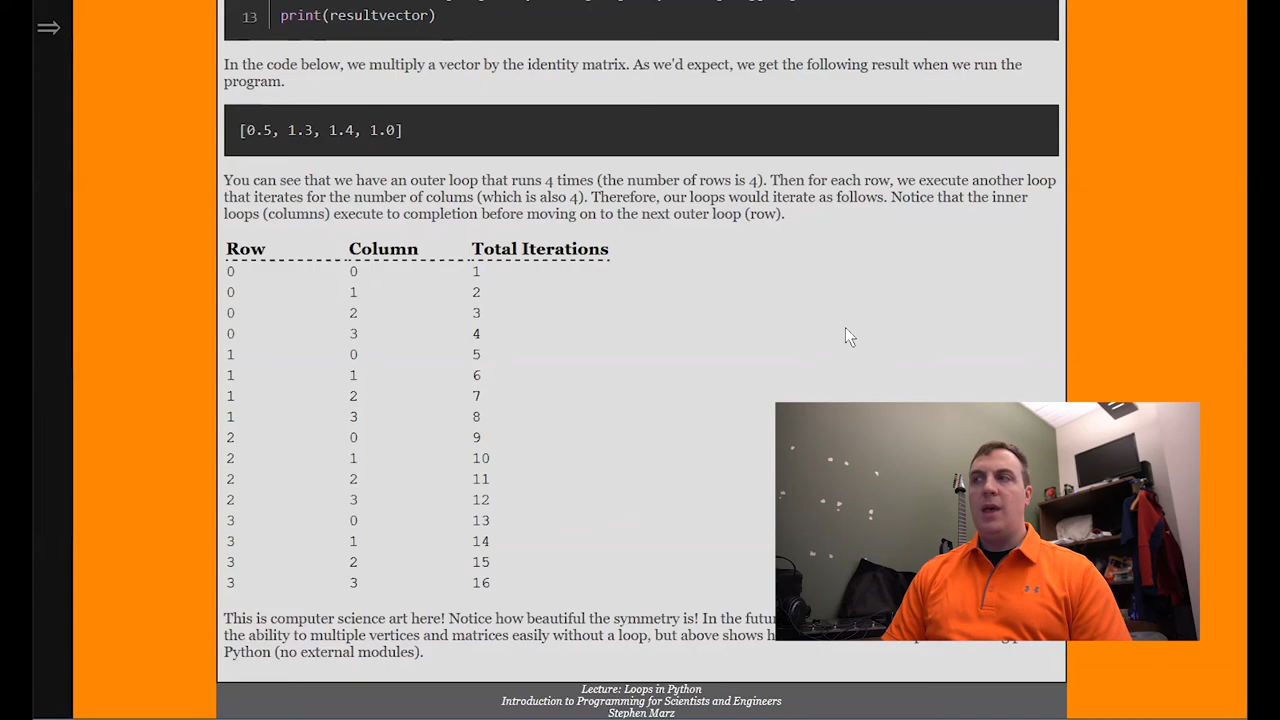 13 print(resultvector)
In the code below, we multiply a vector by the identity matrix. As we'd expect, we get the following result when we run the
program.
[0.5, 1.3, 1.4, 1.0]
You can see that we have an outer loop that runs 4 times (the number of rows is 4). Then for each row, we execute another loop
that iterates for the number of colums (which is also 4). Therefore, our loops would iterate as follows. Notice that the inner
loops (columns) execute to completion before moving on to the next outer loop (row).
Row Column Total Iterations
0 0 1
0 1 2
0 2 3
0 3 4
1 0 5
1 1 6
1 2 7
1 3 8
2 0 9
2 1 10
2 2 11
2 3 12
3 0 13
3 1 14
3 2 15
3 3 16
This is computer science art here! Notice how beautiful the symmetry is! In the
the ability to multiple vertices and matrices easily without a loop, but above shows
Python (no external modules).
Lecture: Loops in Python
Introduction to Programming for Scientists and Engineers
Stephen Marz